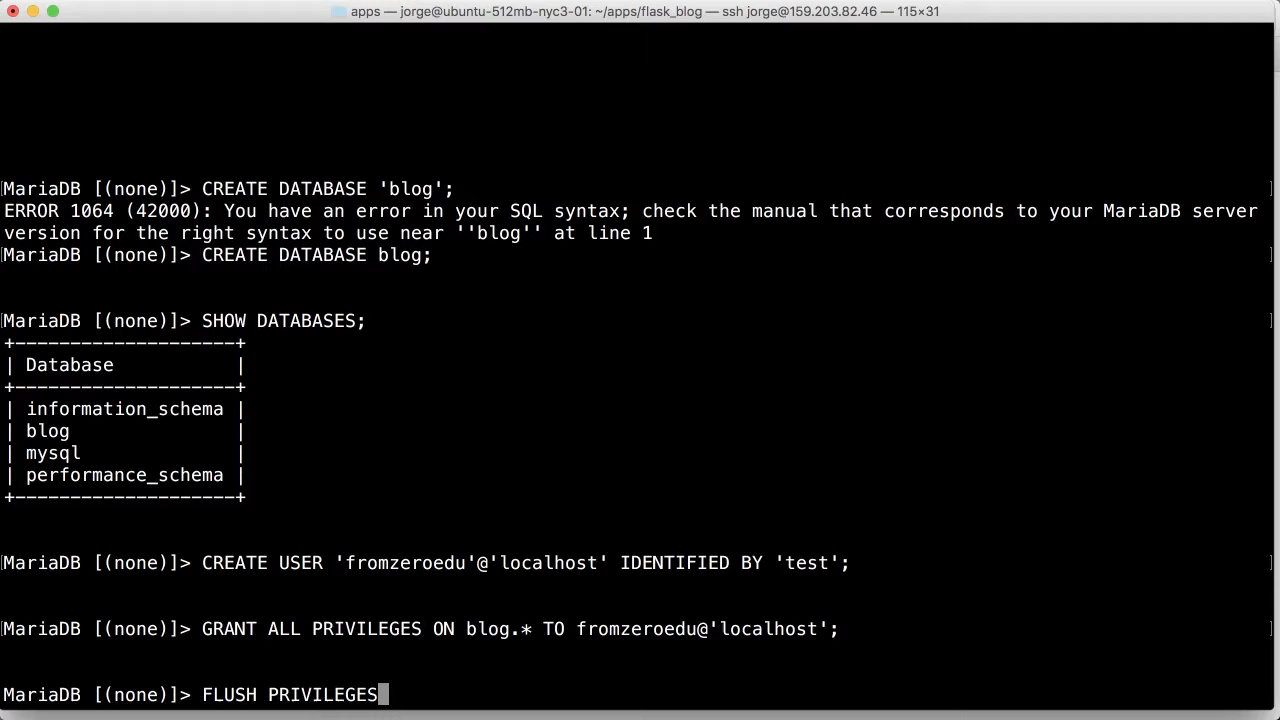 apps — jorge@ubuntu-512mb-nyc3-01: ~/apps/flask_blog — ssh jorge@159.203.82.46 — 115×31
[MariaDB [(none)]> CREATE DATABASE 'blog'; ]
ERROR 1064 (42000): You have an error in your SQL syntax; check the manual that corresponds to your MariaDB server
version for the right syntax to use near ''blog'' at line 1
[MariaDB [(none)]> CREATE DATABASE blog; ]
[MariaDB [(none)]> SHOW DATABASES; ]
+--------------------+
| Database           |
+--------------------+
| information_schema |
| blog               |
| mysql              |
| performance_schema |
+--------------------+
[MariaDB [(none)]> CREATE USER 'fromzeroedu'@'localhost' IDENTIFIED BY 'test'; ]
[MariaDB [(none)]> GRANT ALL PRIVILEGES ON blog.* TO fromzeroedu@'localhost'; ]
MariaDB [(none)]> FLUSH PRIVILEGES